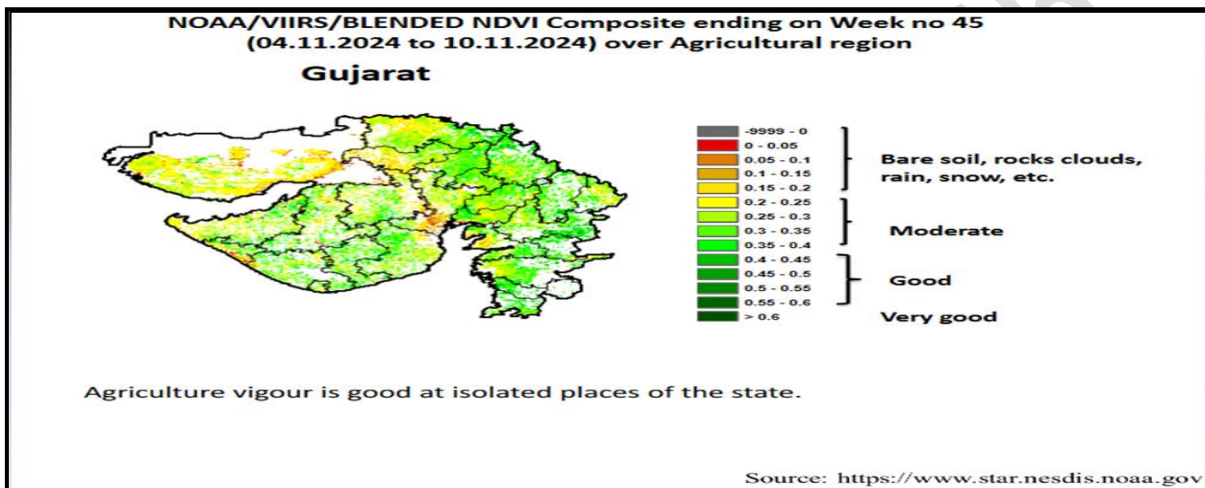 NOAA/VIIRS/BLENDED NDVI Composite ending on Week no 45
(04.11.2024 to 10.11.2024) over Agricultural region
Gujarat
-9999 - 0
0 - 0.05
0.05 - 0.1
0.1 - 0.15
0.15 - 0.2
0.2 - 0.25
0.25 - 0.3
0.3 - 0.35
0.35 - 0.4
0.4 - 0.45
0.45 - 0.5
0.5 - 0.55
0.55 - 0.6
> 0.6
Bare soil, rocks clouds,
rain, snow, etc.
Moderate
Good
Very good
Agriculture vigour is good at isolated places of the state.
Source: https://www.star.nesdis.noaa.gov